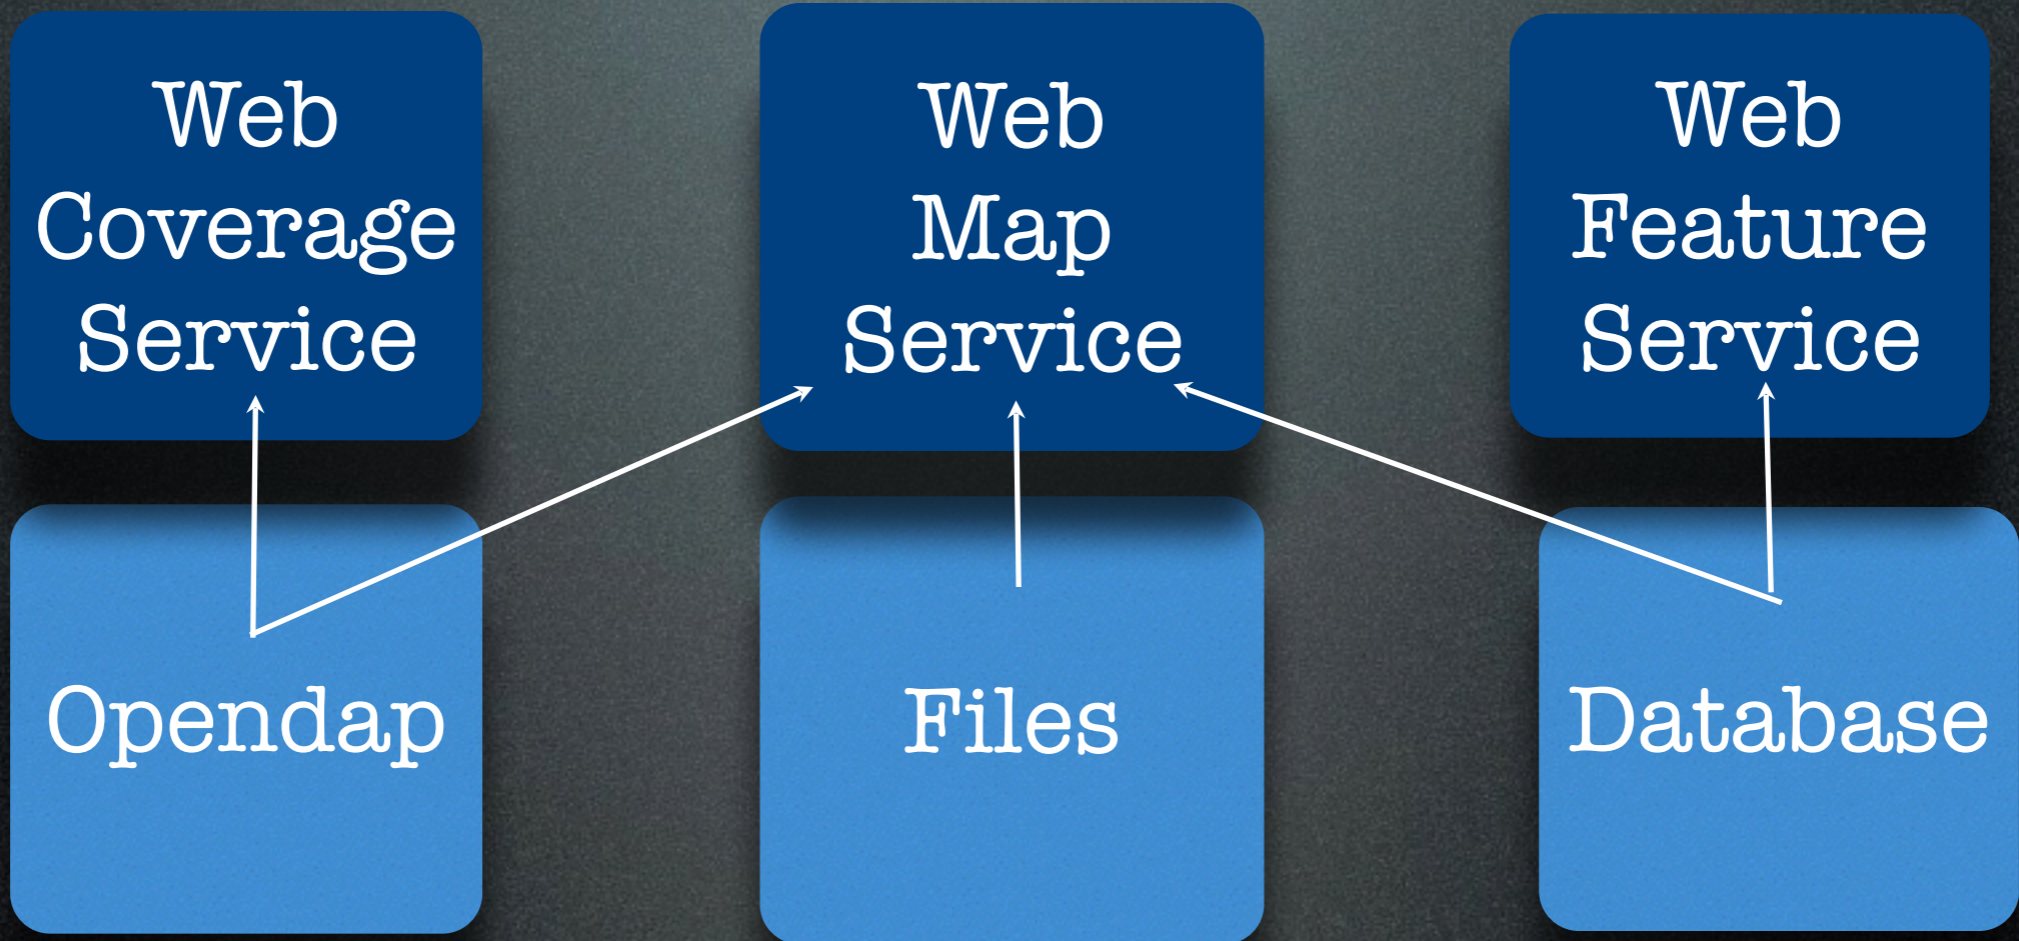 Web
Coverage
Service
Web
Map
Service
Web
Feature
Service
Opendap
Files
Database